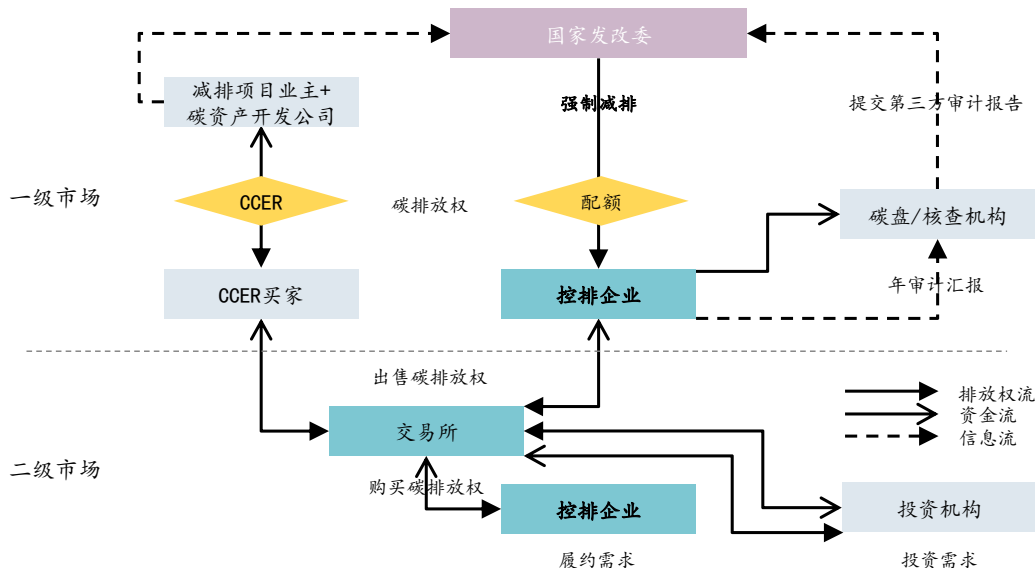 国家发改委
减排项目业主+
碳资产开发公司
强制减排
提交第三方审计报告
一级市场
CCER
碳排放权
配额
碳盘/核查机构
CCER买家
控排企业
年审计汇报
出售碳排放权
排放权流
资金流
信息流
交易所
二级市场
购买碳排放权
控排企业
投资机构
履约需求
投资需求